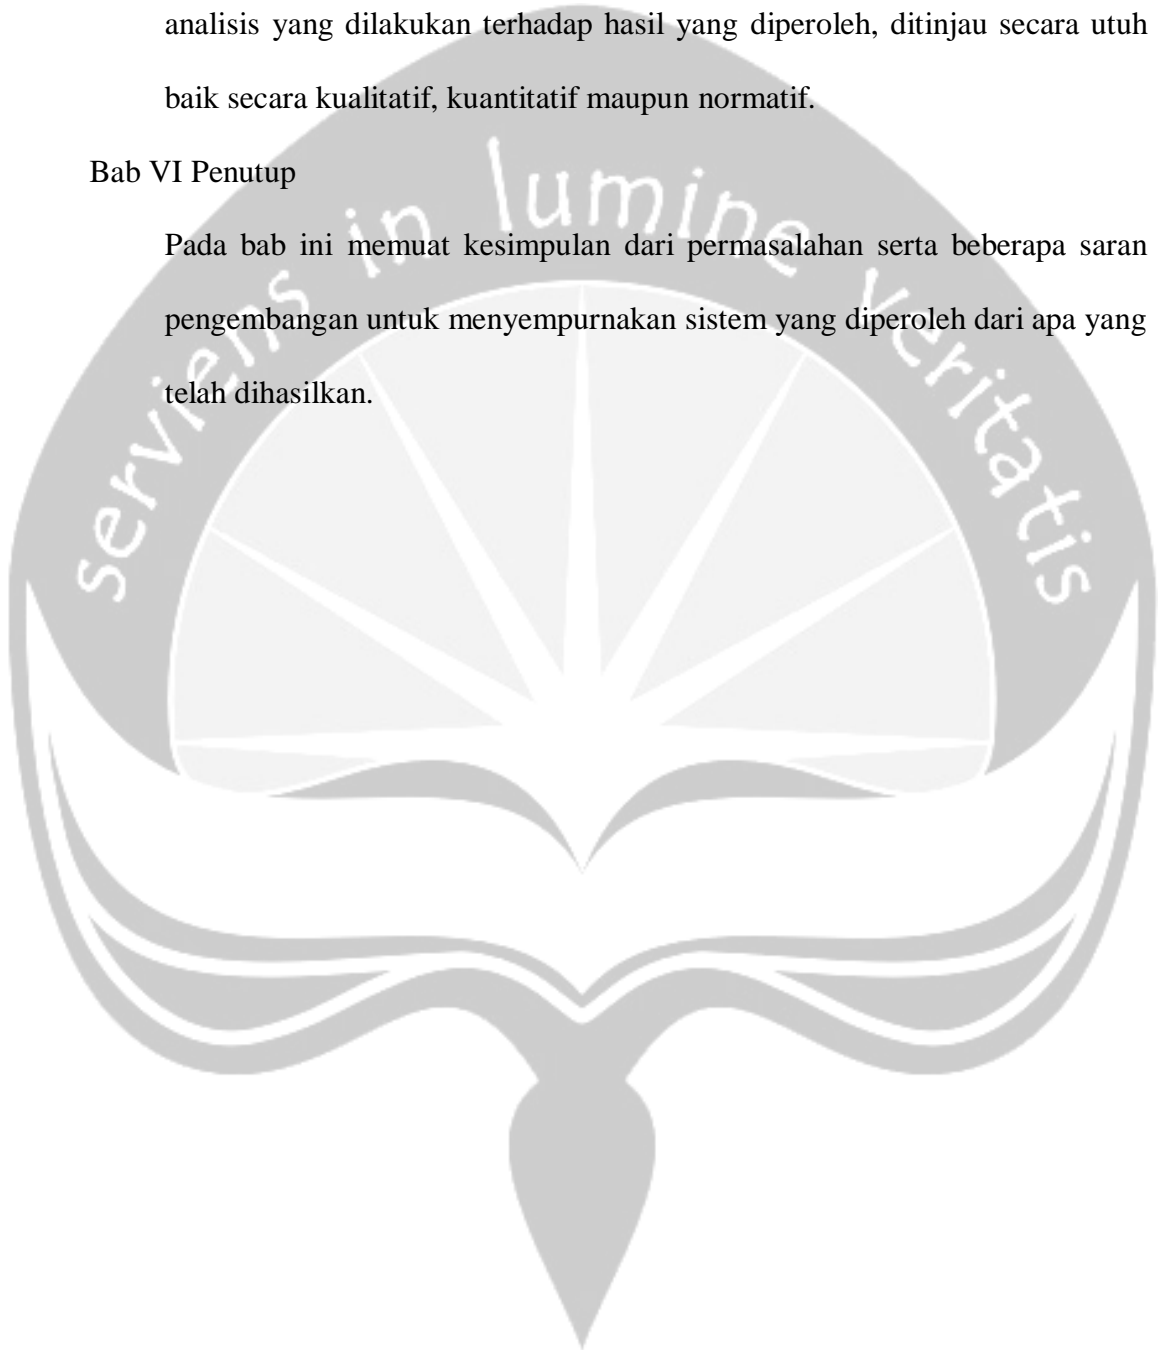 analisis yang dilakukan terhadap hasil yang diperoleh, ditinjau secara utuh
baik secara kualitatif, kuantitatif maupun normatif.
Bab VI Penutup
Pada bab ini memuat kesimpulan dari permasalahan serta beberapa saran
pengembangan untuk menyempurnakan sistem yang diperoleh dari apa yang
telah dihasilkan.
serviens in lumine veritatis